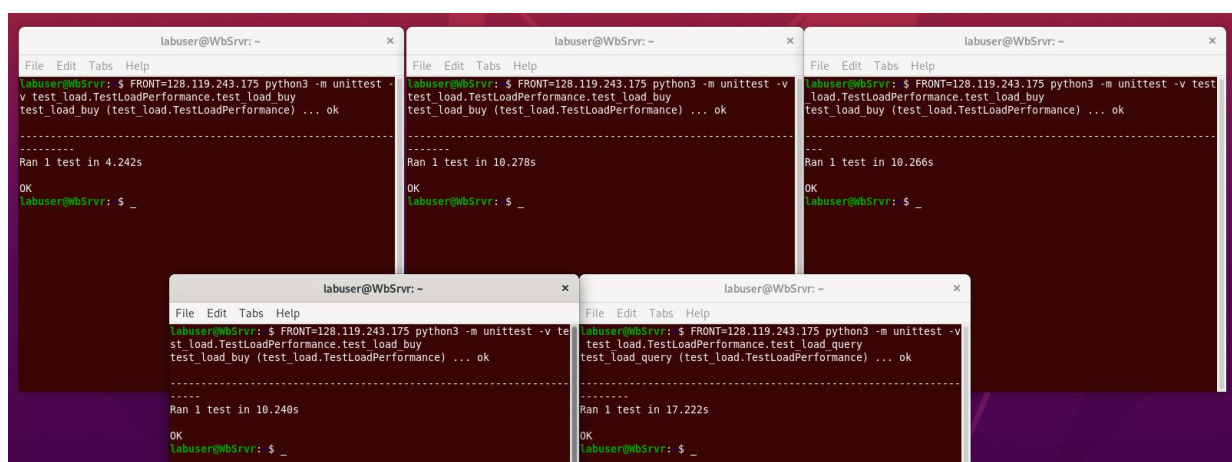 labuser@WbSrvr: ~ ×
File Edit Tabs Help
labuser@WbSrvr: $ FRONT=128.119.243.175 python3 -m unittest -
v test_load.TestLoadPerformance.test_load_buy
test_load_buy (test_load.TestLoadPerformance) ... ok
----------------------------------------------------------------------
Ran 1 test in 4.242s
OK
labuser@WbSrvr: $ _
labuser@WbSrvr: ~ ×
File Edit Tabs Help
labuser@WbSrvr: $ FRONT=128.119.243.175 python3 -m unittest -v
test_load.TestLoadPerformance.test_load_buy
test_load_buy (test_load.TestLoadPerformance) ... ok
----------------------------------------------------------------------
Ran 1 test in 10.278s
OK
labuser@WbSrvr: $ _
labuser@WbSrvr: ~ ×
File Edit Tabs Help
labuser@WbSrvr: $ FRONT=128.119.243.175 python3 -m unittest -v test
_load.TestLoadPerformance.test_load_buy
test_load_buy (test_load.TestLoadPerformance) ... ok
----------------------------------------------------------------------
Ran 1 test in 10.266s
OK
labuser@WbSrvr: $ _
labuser@WbSrvr: ~ ×
File Edit Tabs Help
labuser@WbSrvr: $ FRONT=128.119.243.175 python3 -m unittest -v te
st_load.TestLoadPerformance.test_load_buy
test_load_buy (test_load.TestLoadPerformance) ... ok
----------------------------------------------------------------------
Ran 1 test in 10.240s
OK
labuser@WbSrvr: $ _
labuser@WbSrvr: ~ ×
File Edit Tabs Help
labuser@WbSrvr: $ FRONT=128.119.243.175 python3 -m unittest -v
test_load.TestLoadPerformance.test_load_query
test_load_query (test_load.TestLoadPerformance) ... ok
----------------------------------------------------------------------
Ran 1 test in 17.222s
OK
labuser@WbSrvr: $ _